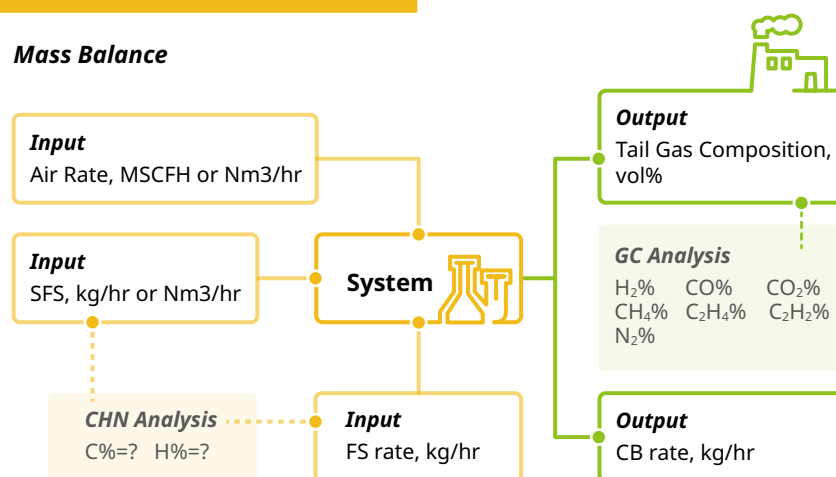 Mass Balance
Input
Air Rate, MSCFH or Nm3/hr
Input
SFS, kg/hr or Nm3/hr
System
CHN Analysis
C%=? H%=?
Input
FS rate, kg/hr
Output
Tail Gas Composition,
vol%
GC Analysis
H₂% CO% CO₂%
CH₄% C₂H₄% C₂H₂%
N₂%
Output
CB rate, kg/hr